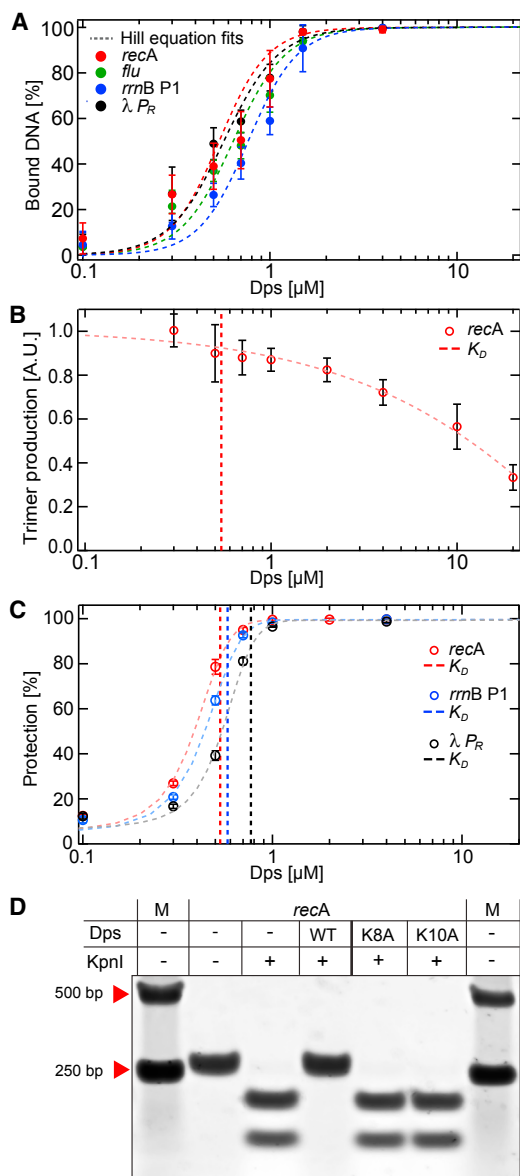 A
Hill equation fits
recA
flu
rrnB P1
λ PR
Bound DNA [%]
100
80
60
40
20
0
0.1 1 10
Dps [µM]
B
recA
KD
Trimer production [A.U.]
1.0
0.8
0.6
0.4
0.2
0.0
0.1 1 10
Dps [µM]
C
recA
KD
rrnB P1
KD
λ PR
KD
Protection [%]
100
80
60
40
20
0
0.1 1 10
Dps [µM]
D
M recA M
Dps - - - WT K8A K10A -
KpnI - - + + + + -
500 bp
250 bp